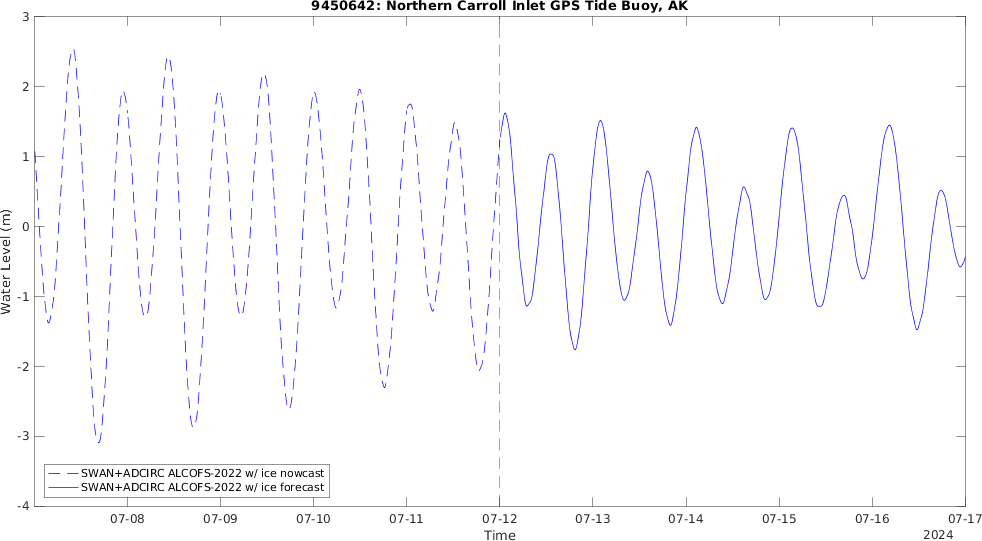 9450642: Northern Carroll Inlet GPS Tide Buoy, AK
3
2
1
0
-1
-2
-3
-4
Water Level (m)
SWAN+ADCIRC ALCOFS-2022 w/ ice nowcast
SWAN+ADCIRC ALCOFS-2022 w/ ice forecast
07-08 07-09 07-10 07-11 07-12 07-13 07-14 07-15 07-16 07-17
Time
2024